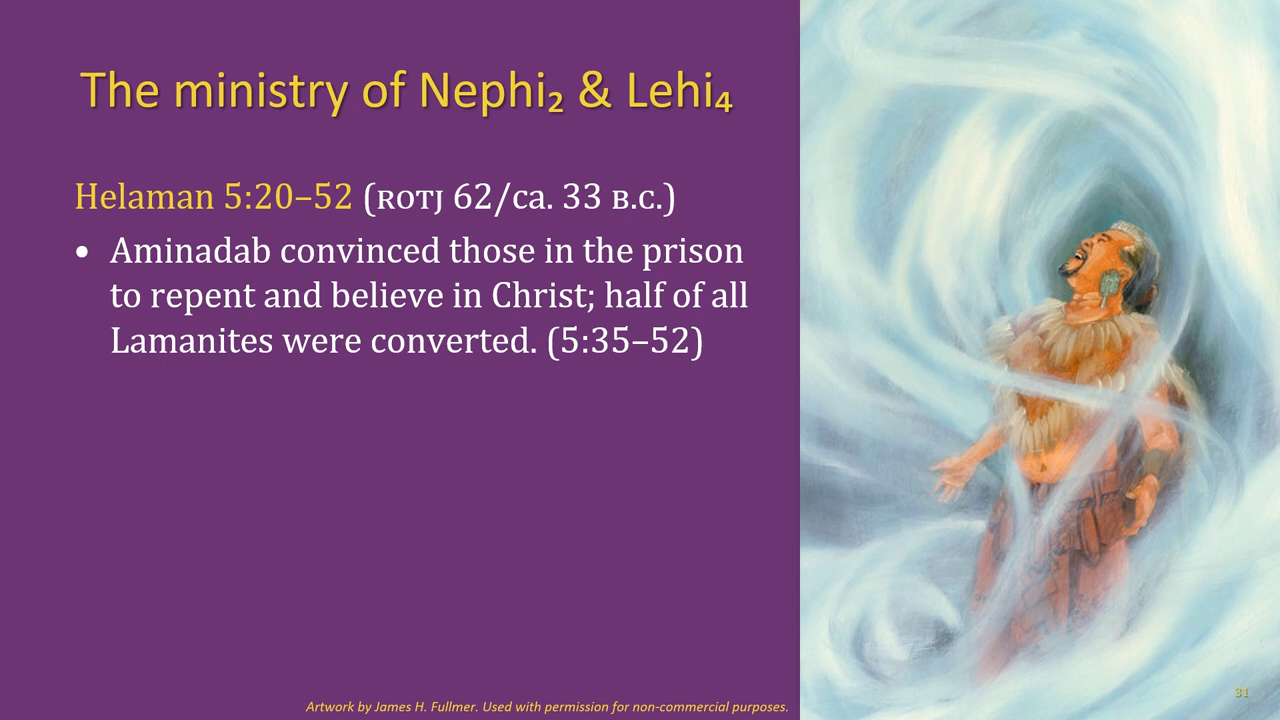 The ministry of Nephi₂ & Lehi₄
Helaman 5:20–52 (ROTJ 62/ca. 33 B.C.)
• Aminadab convinced those in the prison
to repent and believe in Christ; half of all
Lamanites were converted. (5:35–52)
Artwork by James H. Fullmer. Used with permission for non-commercial purposes.
31